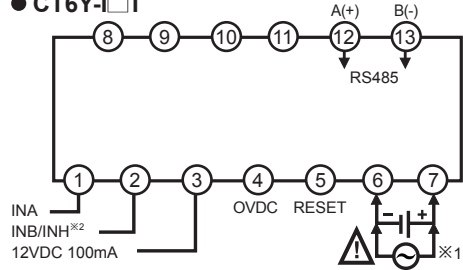 ● CT6Y-I□T
A(+) B(-)
8 9 10 11 12 13
RS485
1 2 3 4 5 6 7
INA
INB/INH※2
12VDC 100mA
0VDC RESET
- +
※1